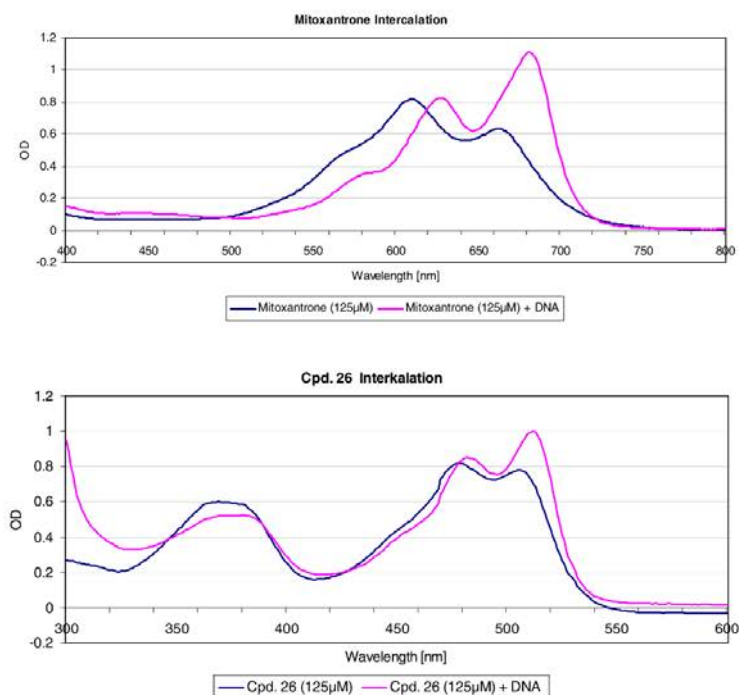 Mitoxantrone Intercalation
1.2
1
0.8
0.6
0.4
0.2
0
-0.2
OD
400 450 500 550 600 650 700 750 800
Wavelength [nm]
Mitoxantrone (125µM) Mitoxantrone (125µM) + DNA
Cpd. 26 Interkalation
1.2
1
0.8
0.6
0.4
0.2
0
-0.2
OD
300 350 400 450 500 550 600
Wavelength [nm]
Cpd. 26 (125µM) Cpd. 26 (125µM) + DNA